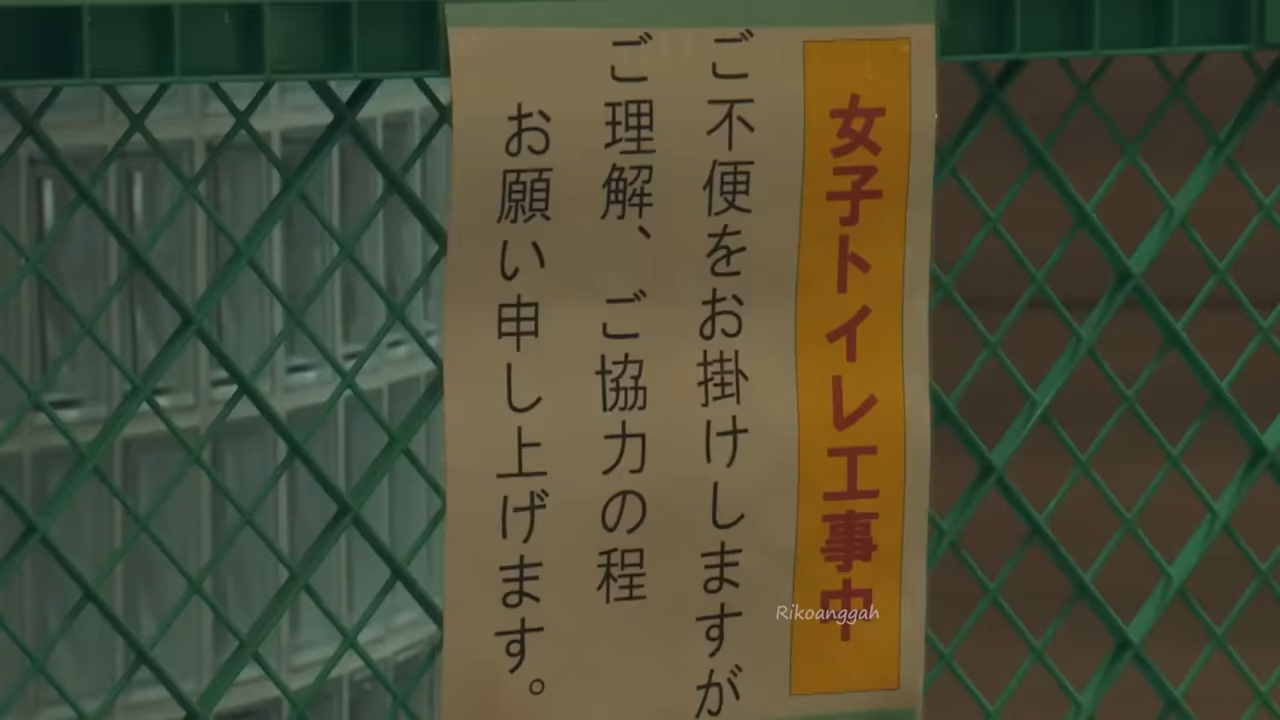 女子トイレ工事中
ご不便をお掛けしますが
ご理解、ご協力の程
お願い申し上げます。
Rikoanggah